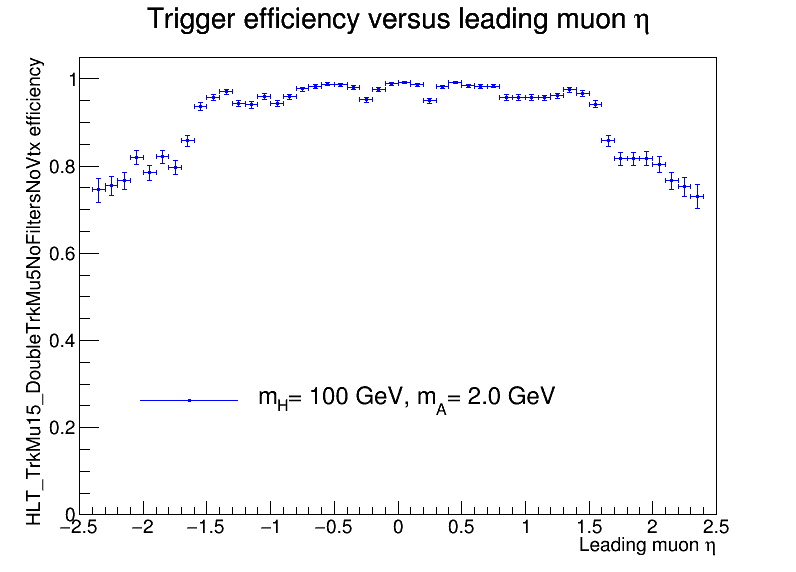 Trigger efficiency versus leading muon η
HLT_TrkMu15_DoubleTrkMu5NoFiltersNoVtx efficiency
1
0.8
0.6
0.4
0.2
0
m_H= 100 GeV, m_A= 2.0 GeV
−2.5 −2 −1.5 −1 −0.5 0 0.5 1 1.5 2 2.5
Leading muon η